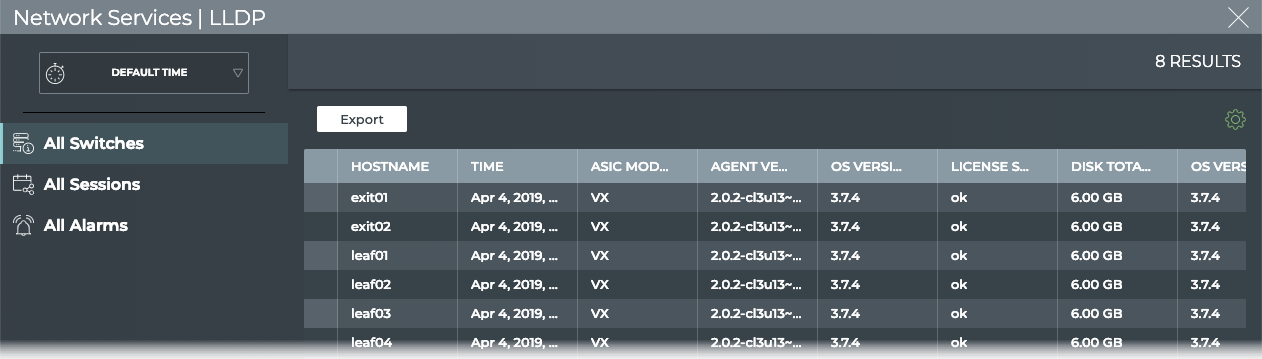 Network Services | LLDP
DEFAULT TIME
8 RESULTS
Export
All Switches
All Sessions
All Alarms
HOSTNAME TIME ASIC MOD... AGENT VE... OS VERSI... LICENSE S... DISK TOTA... OS VERS
exit01 Apr 4, 2019, ... VX 2.0.2-cl3u13~... 3.7.4 ok 6.00 GB 3.7.4
exit02 Apr 4, 2019, ... VX 2.0.2-cl3u13~... 3.7.4 ok 6.00 GB 3.7.4
leaf01 Apr 4, 2019, ... VX 2.0.2-cl3u13~... 3.7.4 ok 6.00 GB 3.7.4
leaf02 Apr 4, 2019, ... VX 2.0.2-cl3u13~... 3.7.4 ok 6.00 GB 3.7.4
leaf03 Apr 4, 2019, ... VX 2.0.2-cl3u13~... 3.7.4 ok 6.00 GB 3.7.4
leaf04 Apr 4, 2019, ... VX 2.0.2-cl3u13~... 3.7.4 ok 6.00 GB 3.7.4